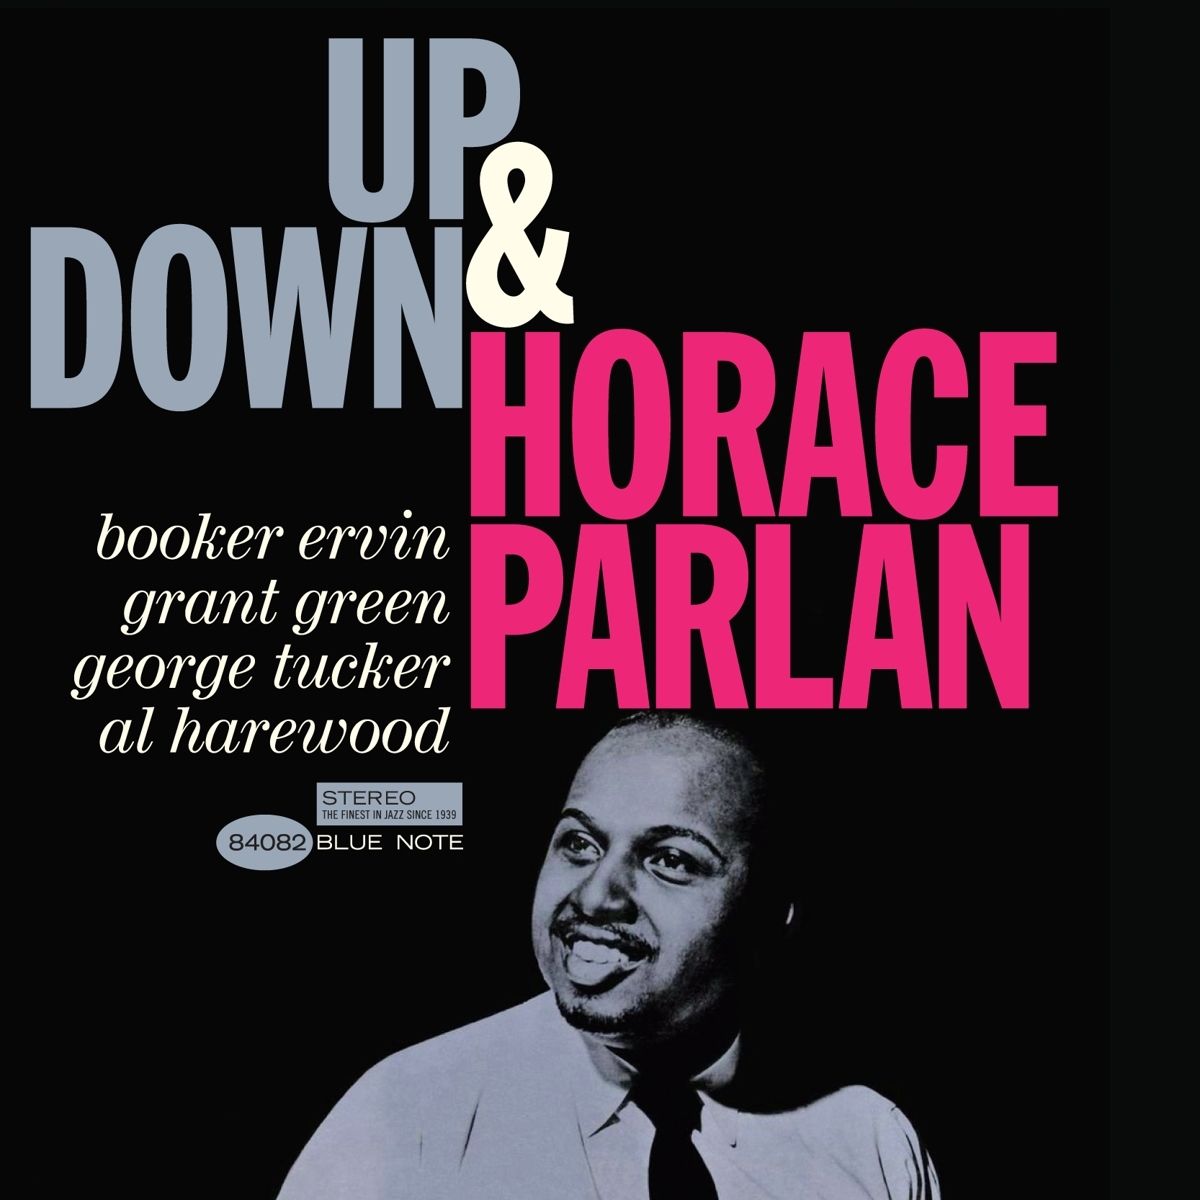 UP
&
DOWN
HORACE
PARLAN
booker ervin
grant green
george tucker
al harewood
STEREO
THE FINEST IN JAZZ SINCE 1939
84082 BLUE NOTE